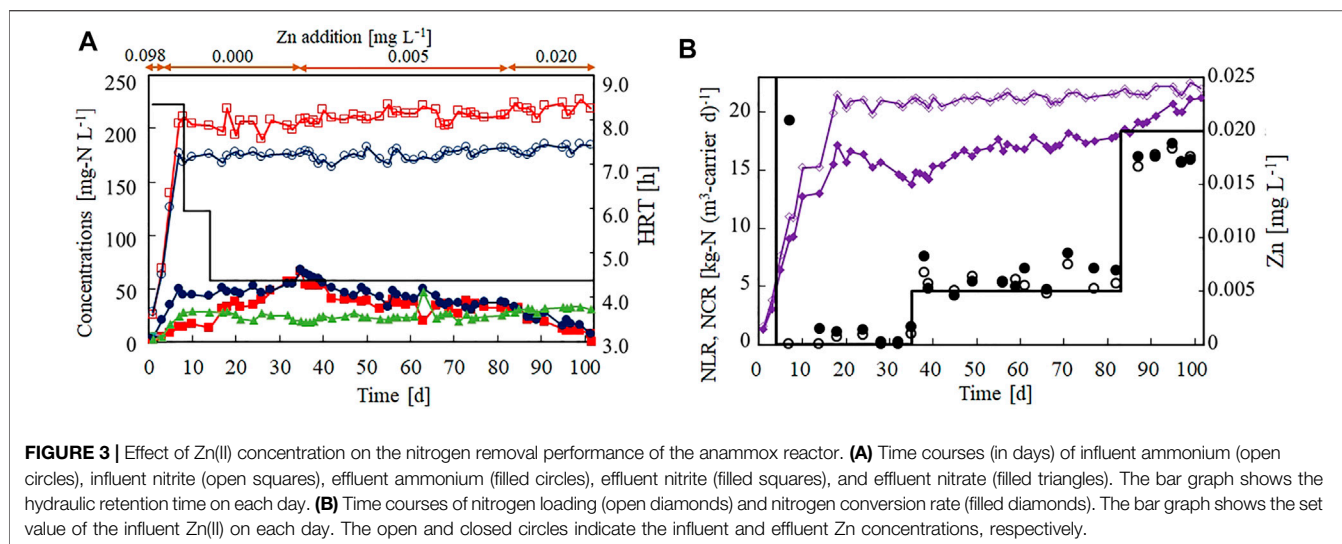 A
Zn addition [mg L⁻¹]
0.098 0.000 0.005 0.020
250
200
150
100
50
0
Concentrations [mg-N L⁻¹]
9.0
8.0
7.0
6.0
5.0
4.0
3.0
HRT [h]
0 10 20 30 40 50 60 70 80 90 100
Time [d]
B
20
15
10
5
0
NLR, NCR [kg-N (m³-carrier d)⁻¹]
0.025
0.020
0.015
0.010
0.005
0
Zn [mg L⁻¹]
0 10 20 30 40 50 60 70 80 90 100
Time [d]
FIGURE 3 | Effect of Zn(II) concentration on the nitrogen removal performance of the anammox reactor. (A) Time courses (in days) of influent ammonium (open
circles), influent nitrite (open squares), effluent ammonium (filled circles), effluent nitrite (filled squares), and effluent nitrate (filled triangles). The bar graph shows the
hydraulic retention time on each day. (B) Time courses of nitrogen loading (open diamonds) and nitrogen conversion rate (filled diamonds). The bar graph shows the set
value of the influent Zn(II) on each day. The open and closed circles indicate the influent and effluent Zn concentrations, respectively.